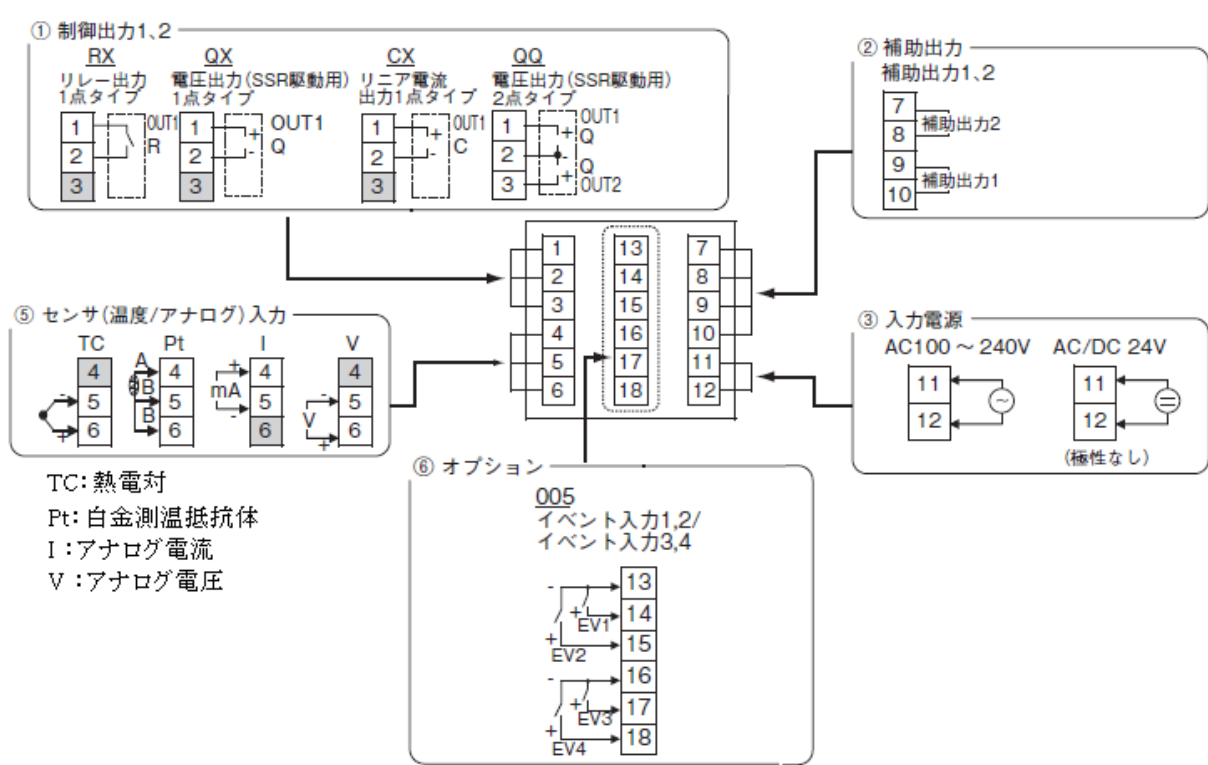 ① 制御出力1、2
RX
リレー出力
1点タイプ
1
2
3
OUT1
R
QX
電圧出力(SSR駆動用)
1点タイプ
1
2
3
+
-
OUT1
Q
CX
リニア電流
出力1点タイプ
1
2
3
+
-
OUT1
C
QQ
電圧出力(SSR駆動用)
2点タイプ
1
2
3
+
-
+
OUT1
Q
Q
OUT2
② 補助出力
補助出力1、2
7
8
9
10
補助出力2
補助出力1
1
2
3
4
5
6
13
14
15
16
17
18
7
8
9
10
11
12
⑤ センサ(温度/アナログ)入力
TC
4
5
6
-
+
Pt
A
B
B
4
5
6
I
+
mA
-
4
5
6
V
-
V
+
4
5
6
TC:熱電対
Pt:白金測温抵抗体
I:アナログ電流
V:アナログ電圧
③ 入力電源
AC100~240V
11
12
AC/DC 24V
11
12
(極性なし)
⑥ オプション
005
イベント入力1,2/
イベント入力3,4
-
+
EV1
+
EV2
-
+
EV3
+
EV4
13
14
15
16
17
18